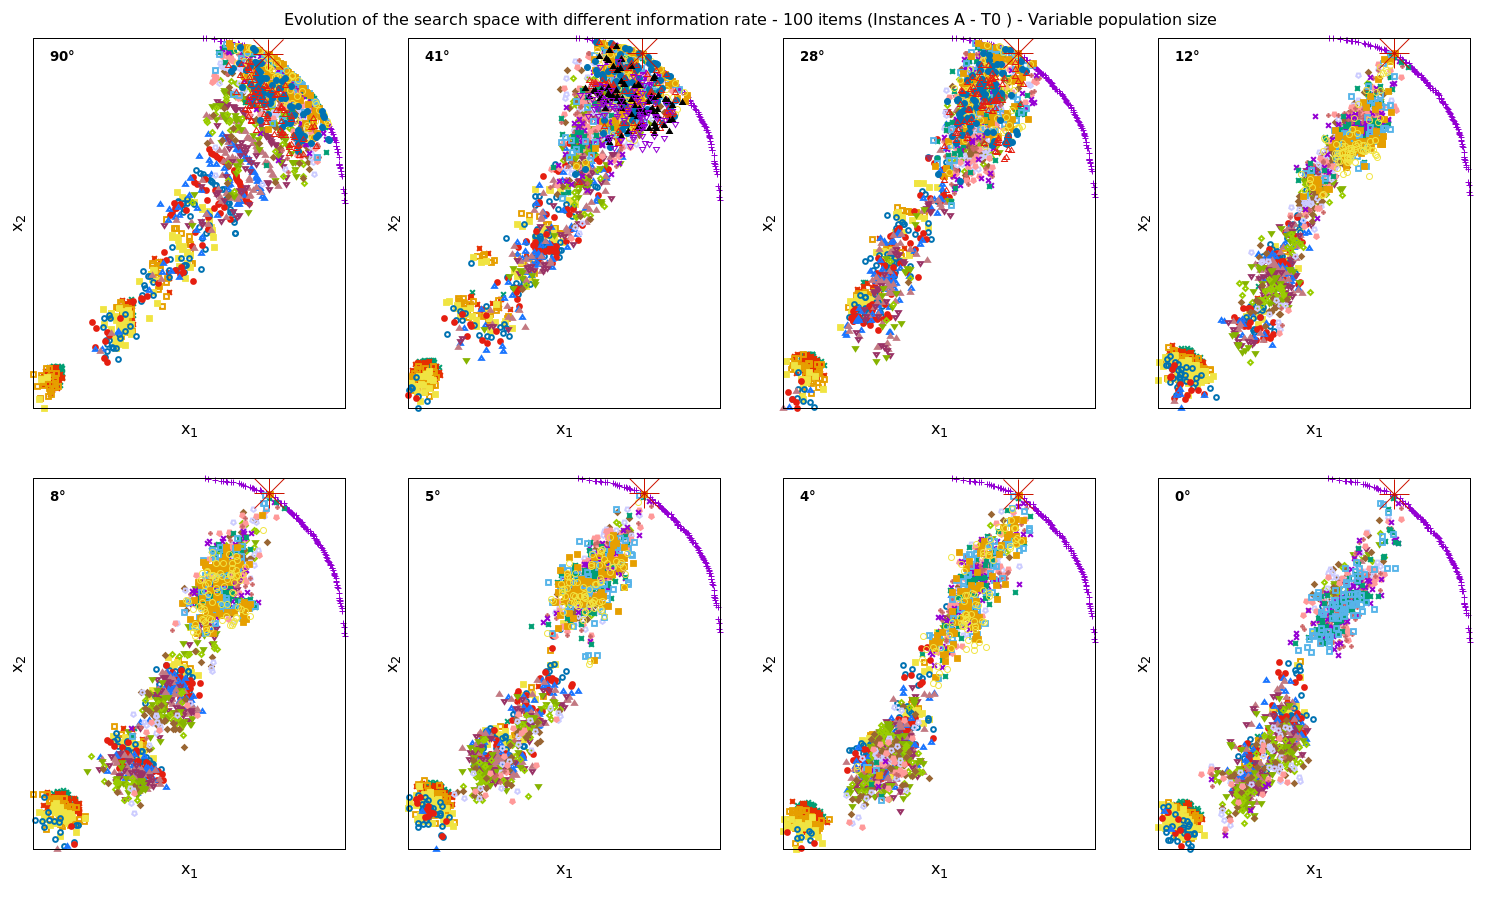 Evolution of the search space with different information rate - 100 items (Instances A - T0 ) - Variable population size
90°
41°
28°
12°
x2
x2
x2
x2
x1
x1
x1
x1
8°
5°
4°
0°
x2
x2
x2
x2
x1
x1
x1
x1